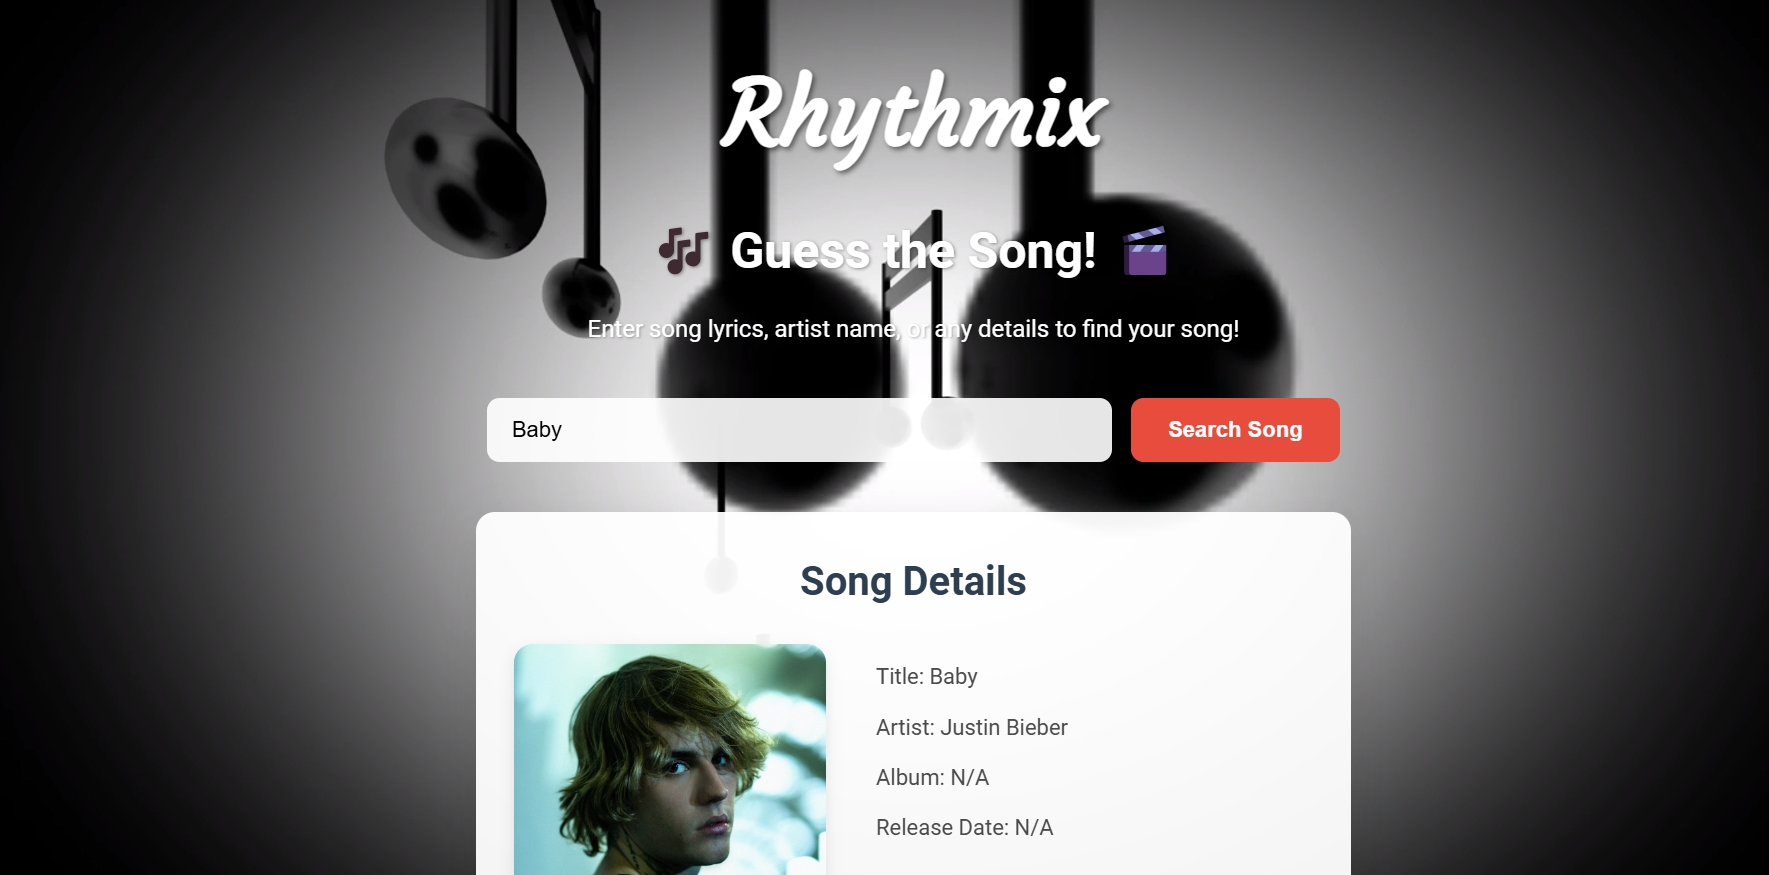 Rhythmix
🎶 Guess the Song! 🎬
Enter song lyrics, artist name, or any details to find your song!
Baby
Search Song
Song Details
Title: Baby
Artist: Justin Bieber
Album: N/A
Release Date: N/A